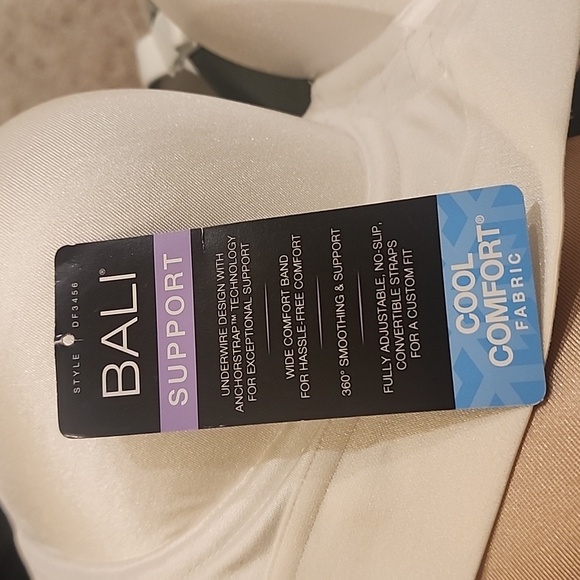 STYLE | DF3456
BALI®
SUPPORT
UNDERWIRE DESIGN WITH
ANCHORSTRAP™ TECHNOLOGY
FOR EXCEPTIONAL SUPPORT
WIDE COMFORT BAND
FOR HASSLE-FREE COMFORT
360° SMOOTHING & SUPPORT
FULLY ADJUSTABLE, NO-SLIP,
CONVERTIBLE STRAPS
FOR A CUSTOM FIT
COOL
COMFORT®
FABRIC